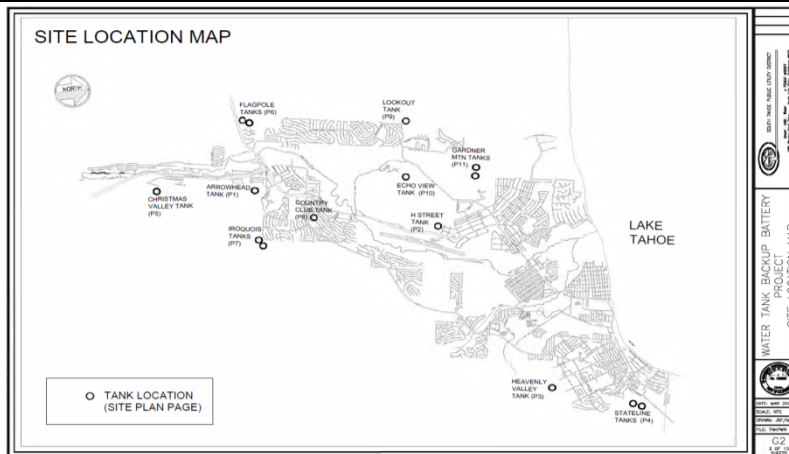 SITE LOCATION MAP
NORTH
FLAGPOLE
TANKS (P6)
LOOKOUT
TANK
(P9)
GARDNER
MTN TANKS
(P11)
ARROWHEAD
TANK (P1)
ECHO VIEW
TANK (P10)
CHRISTMAS
VALLEY TANK
(P5)
COUNTRY
CLUB TANK
(P8)
H STREET
TANK
(P2)
IROQUOIS
TANKS
(P7)
LAKE
TAHOE
HEAVENLY
VALLEY
TANK (P3)
STATELINE
TANKS (P4)
TANK LOCATION
(SITE PLAN PAGE)
SOUTH TAHOE PUBLIC UTILITY DISTRICT
WATER TANK BACKUP BATTERY
PROJECT
SITE LOCATION MAP
SCALE: NTS
G2